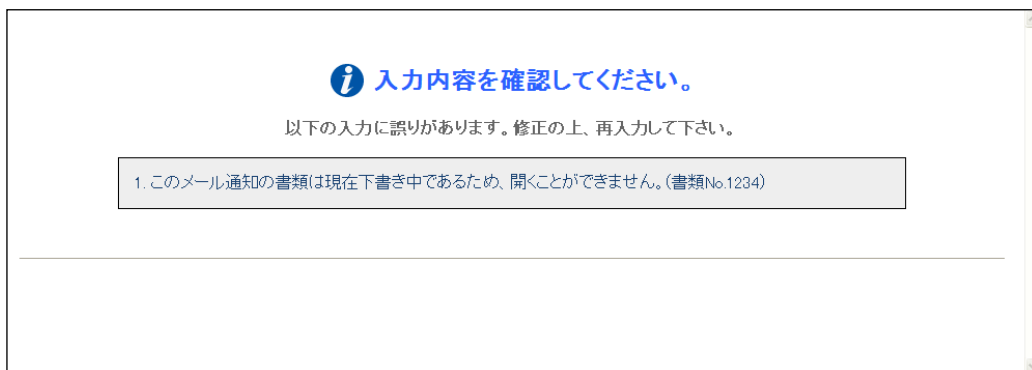 入力内容を確認してください。
以下の入力に誤りがあります。修正の上、再入力して下さい。
1. このメール通知の書類は現在下書き中であるため、開くことができません。(書類No.1234)